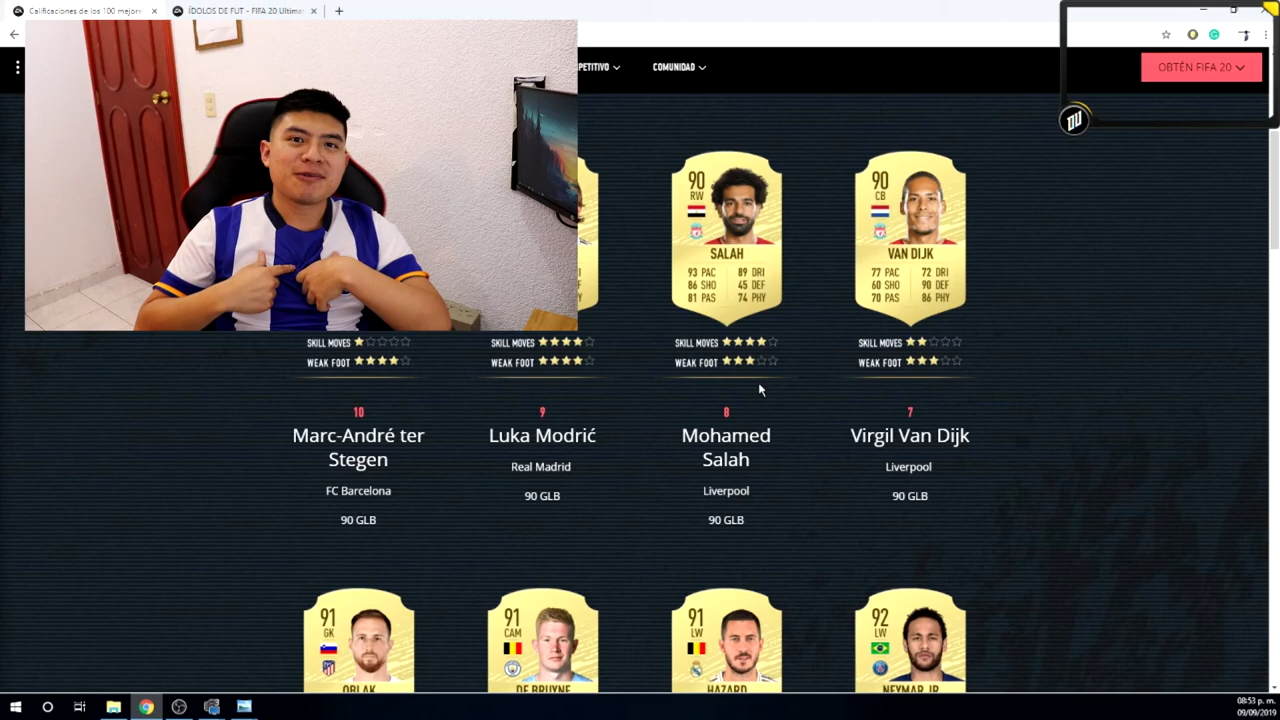 Calificaciones de los 100 mejor
ÍDOLOS DE FUT - FIFA 20 Ultima
PETITIVO
COMUNIDAD
OBTÉN FIFA 20
DU
90
RW
SALAH
93 PAC 89 DRI
86 SHO 45 DEF
81 PAS 74 PHY
90
CB
VAN DIJK
77 PAC 72 DRI
60 SHO 90 DEF
70 PAS 86 PHY
SKILL MOVES
WEAK FOOT
SKILL MOVES
WEAK FOOT
SKILL MOVES
WEAK FOOT
SKILL MOVES
WEAK FOOT
10
Marc-André ter
Stegen
FC Barcelona
90 GLB
9
Luka Modrić
Real Madrid
90 GLB
8
Mohamed
Salah
Liverpool
90 GLB
7
Virgil Van Dijk
Liverpool
90 GLB
91
GK
OBLAK
91
CAM
DE BRUYNE
91
LW
HAZARD
92
LW
NEYMAR JR
08:53 p. m.
09/09/2019